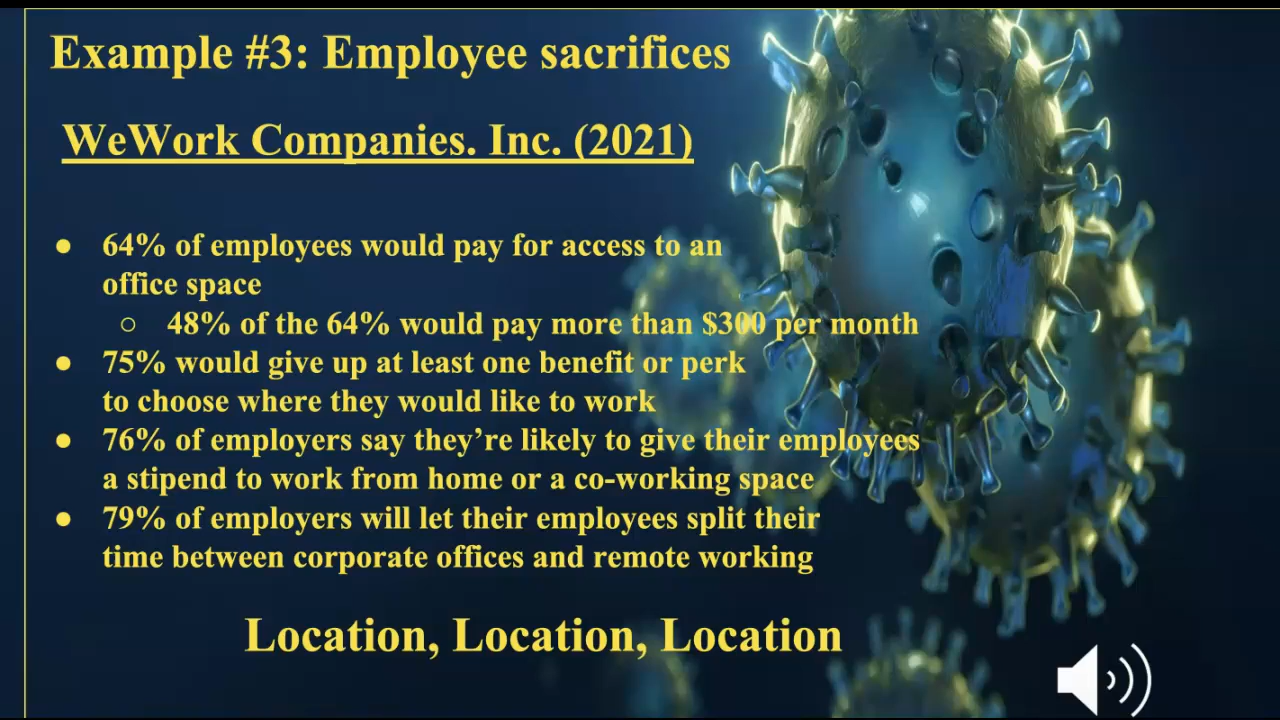 Example #3: Employee sacrifices
WeWork Companies. Inc. (2021)
● 64% of employees would pay for access to an
office space
○ 48% of the 64% would pay more than $300 per month
● 75% would give up at least one benefit or perk
to choose where they would like to work
● 76% of employers say they’re likely to give their employees
a stipend to work from home or a co-working space
● 79% of employers will let their employees split their
time between corporate offices and remote working
Location, Location, Location